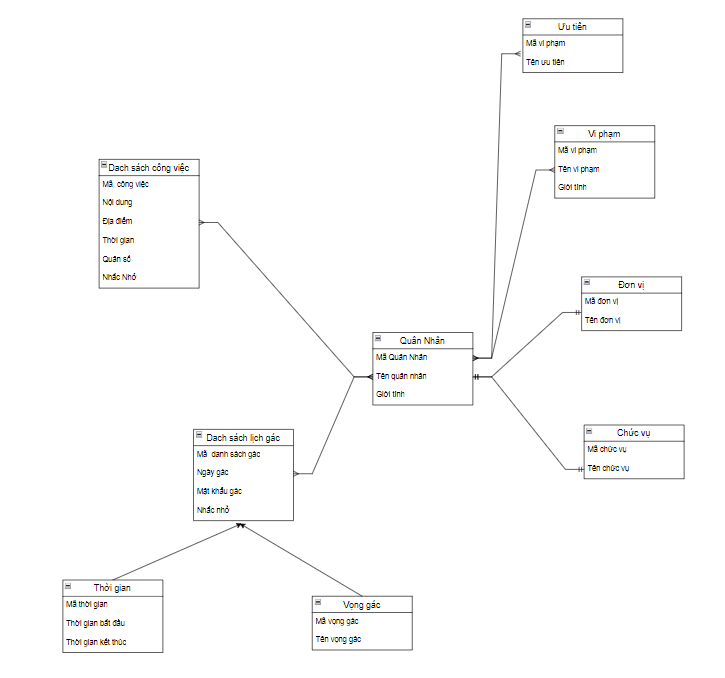 Ưu tiên
Mã vi phạm
Tên ưu tiên
Vi phạm
Mã vi phạm
Tên vi phạm
Giới tính
Dach sách công việc
Mã công việc
Nội dung
Địa điểm
Thời gian
Quân số
Nhắc Nhở
Đơn vị
Mã đơn vị
Tên đơn vị
Quân Nhân
Mã Quân Nhân
Tên quân nhân
Giới tính
Chức vụ
Mã chức vụ
Tên chức vụ
Dach sách lịch gác
Mã danh sách gác
Ngày gác
Mật khẩu gác
Nhắc nhở
Thời gian
Mã thời gian
Thời gian bắt đầu
Thời gian kết thúc
Vọng gác
Mã vọng gác
Tên vọng gác